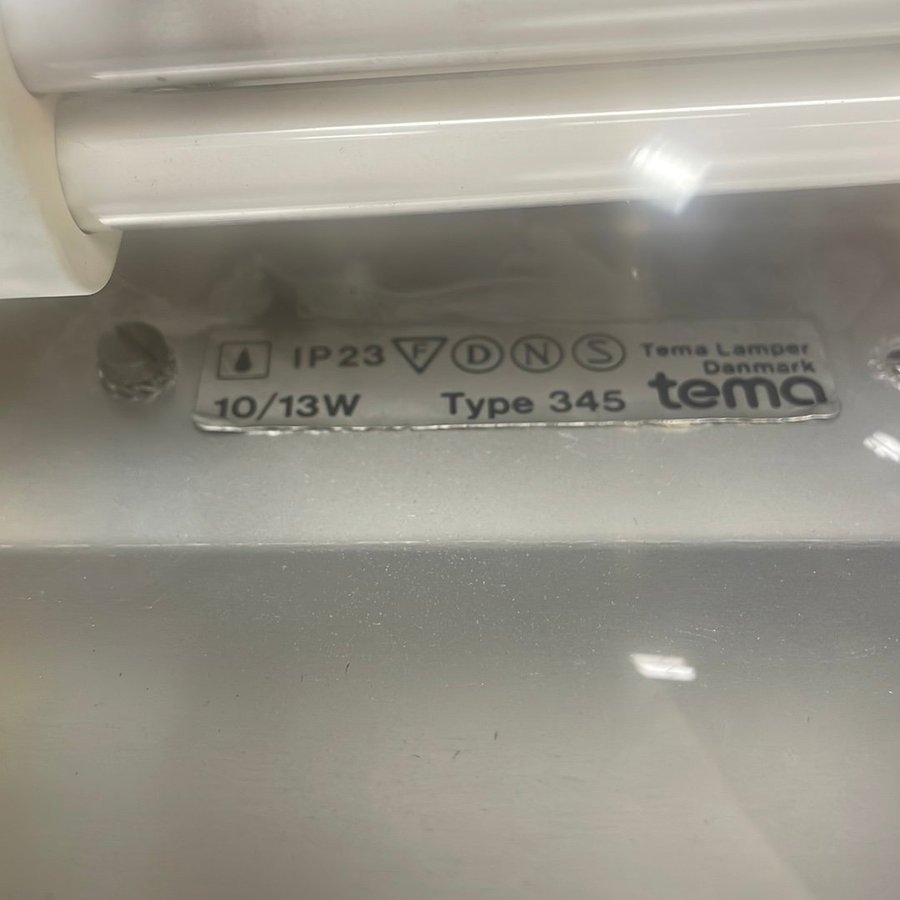 IP23 F D N S Tema Lamper
Danmark
10/13W Type 345 tema